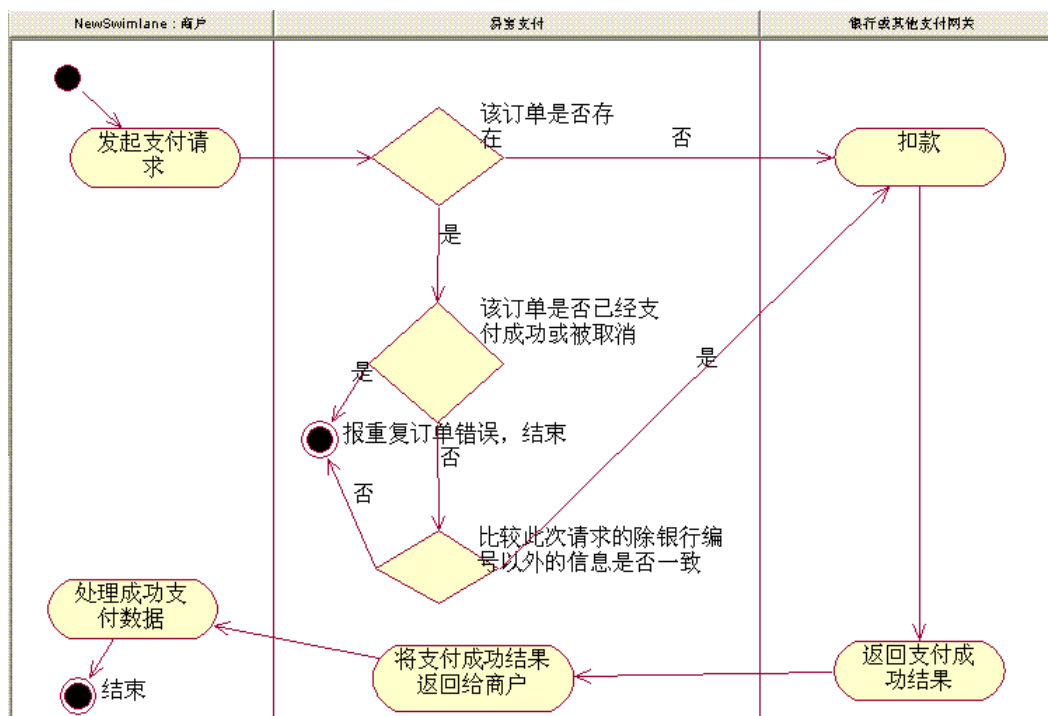 NewSwimlane : 商户
易宝支付
银行或其他支付网关
发起支付请
求
该订单是否存
在
否
扣款
是
该订单是否已经支
付成功或被取消
是
是
报重复订单错误，结束
否
否
比较此次请求的除银行编
号以外的信息是否一致
处理成功支
付数据
将支付成功结果
返回给商户
返回支付成
功结果
结束